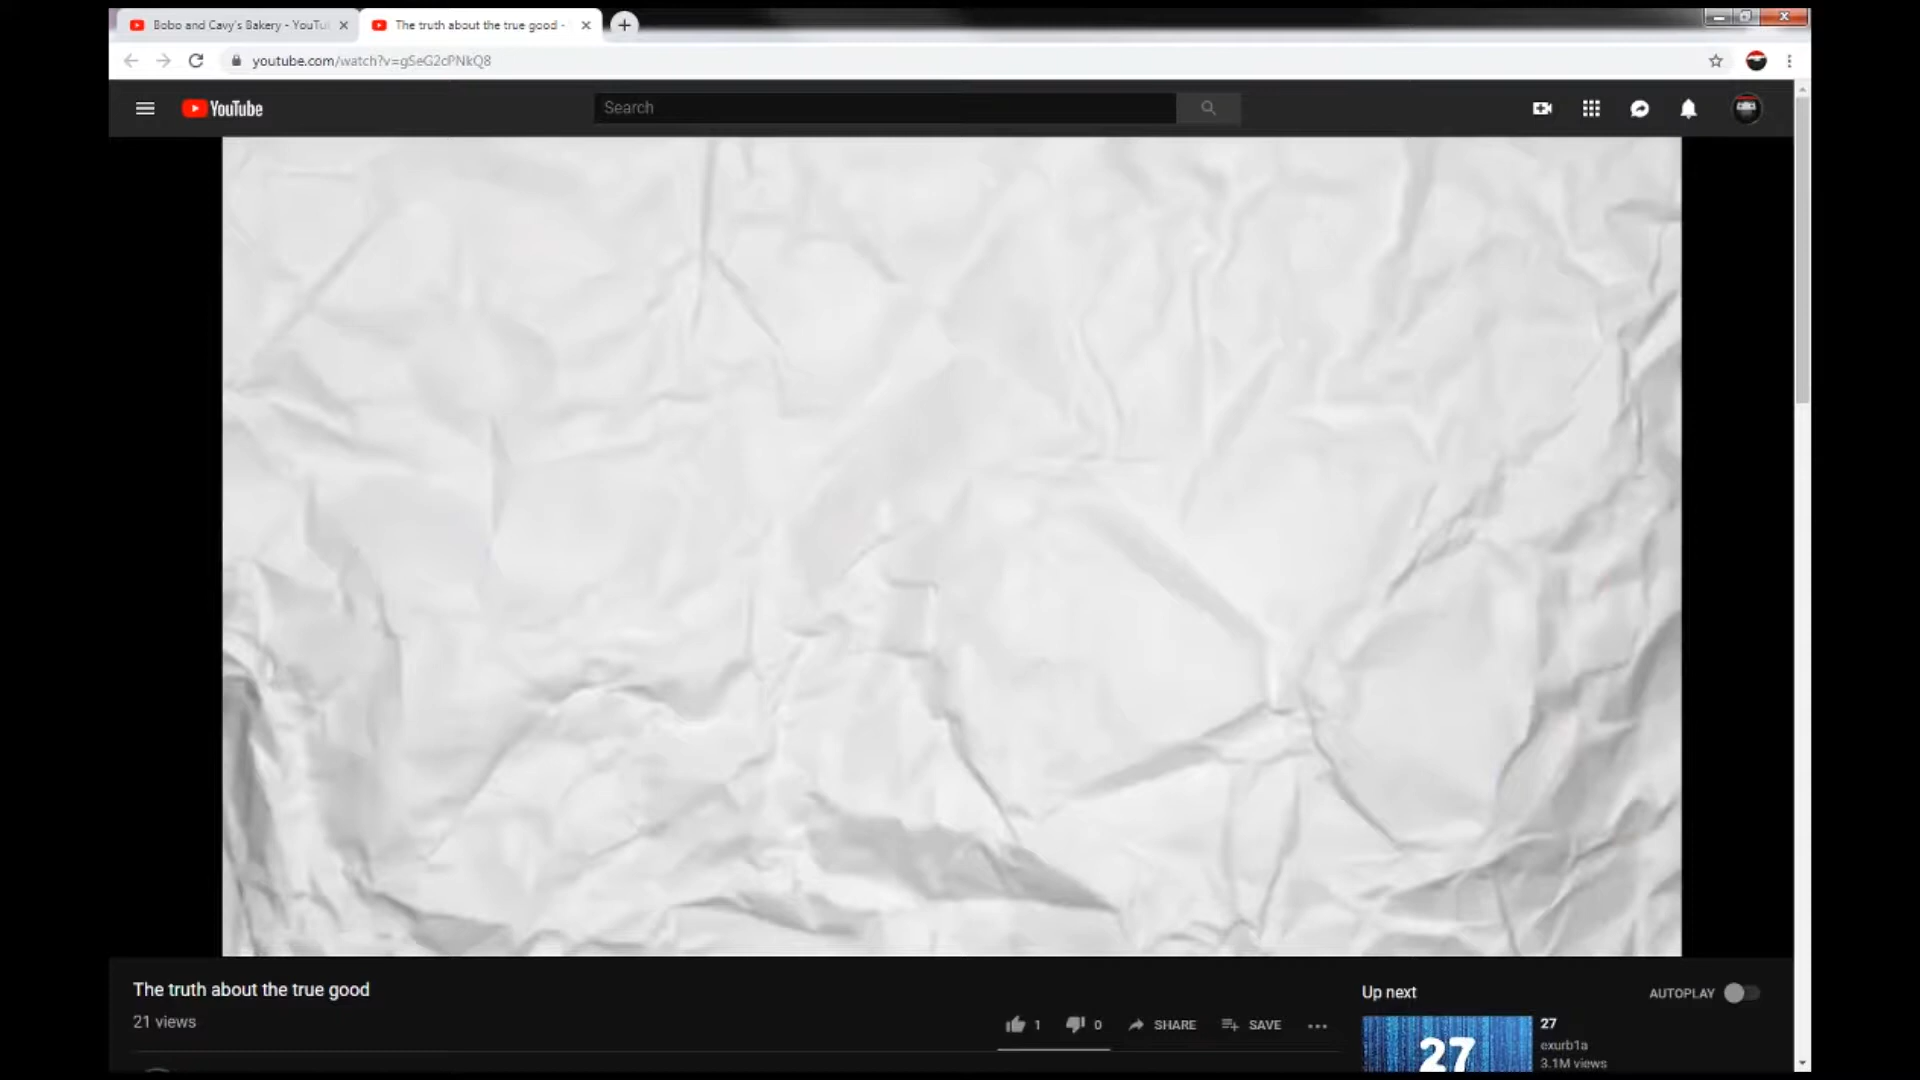 Bobo and Cavy's Bakery - YouTu
The truth about the true good -
youtube.com/watch?v=gSeG2cPNkQ8
YouTube
Search
The truth about the true good
21 views
1
0
SHARE
SAVE
Up next
AUTOPLAY
27
27
exurb1a
3.1M views